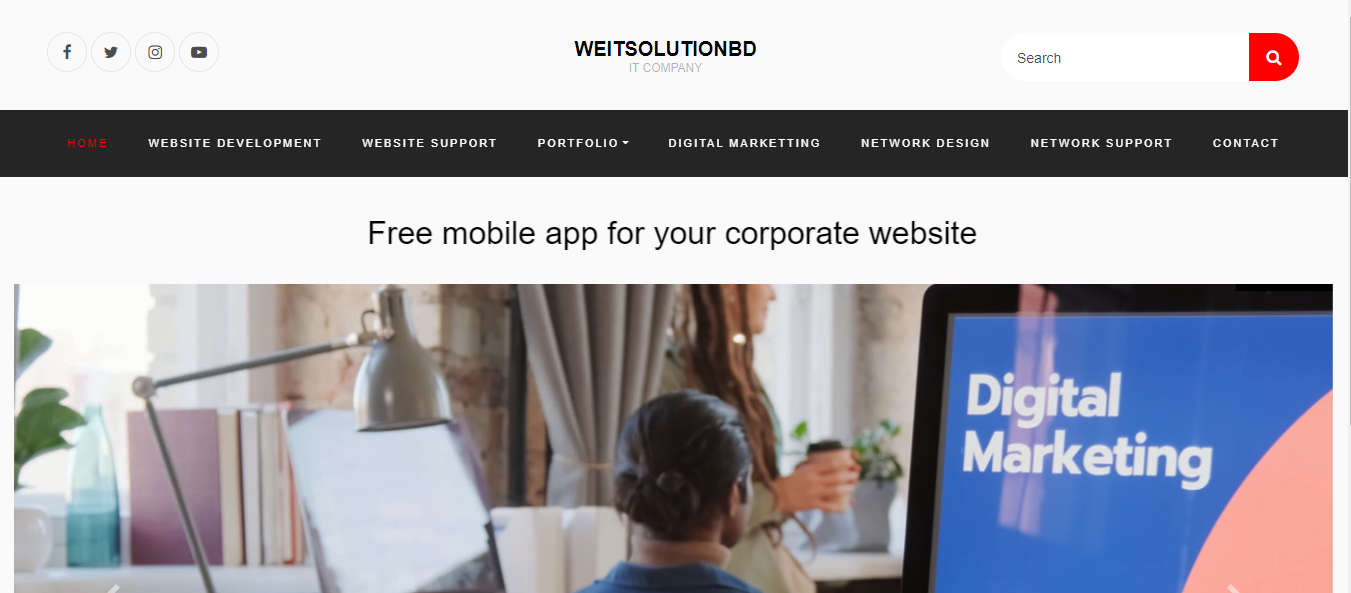 WEITSOLUTIONBD
IT COMPANY
Search
HOME WEBSITE DEVELOPMENT WEBSITE SUPPORT PORTFOLIO DIGITAL MARKETTING NETWORK DESIGN NETWORK SUPPORT CONTACT
Free mobile app for your corporate website
Digital
Marketing